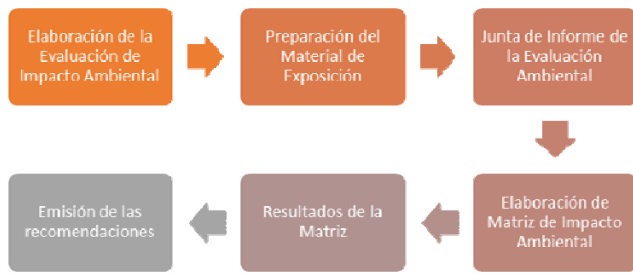 Elaboración de la
Evaluación de
Impacto Ambiental
Preparación del
Material de
Exposición
Junta de Informe de
la Evaluación
Ambiental
Elaboración de
Matriz de Impacto
Ambiental
Resultados de la
Matriz
Emisión de las
recomendaciones